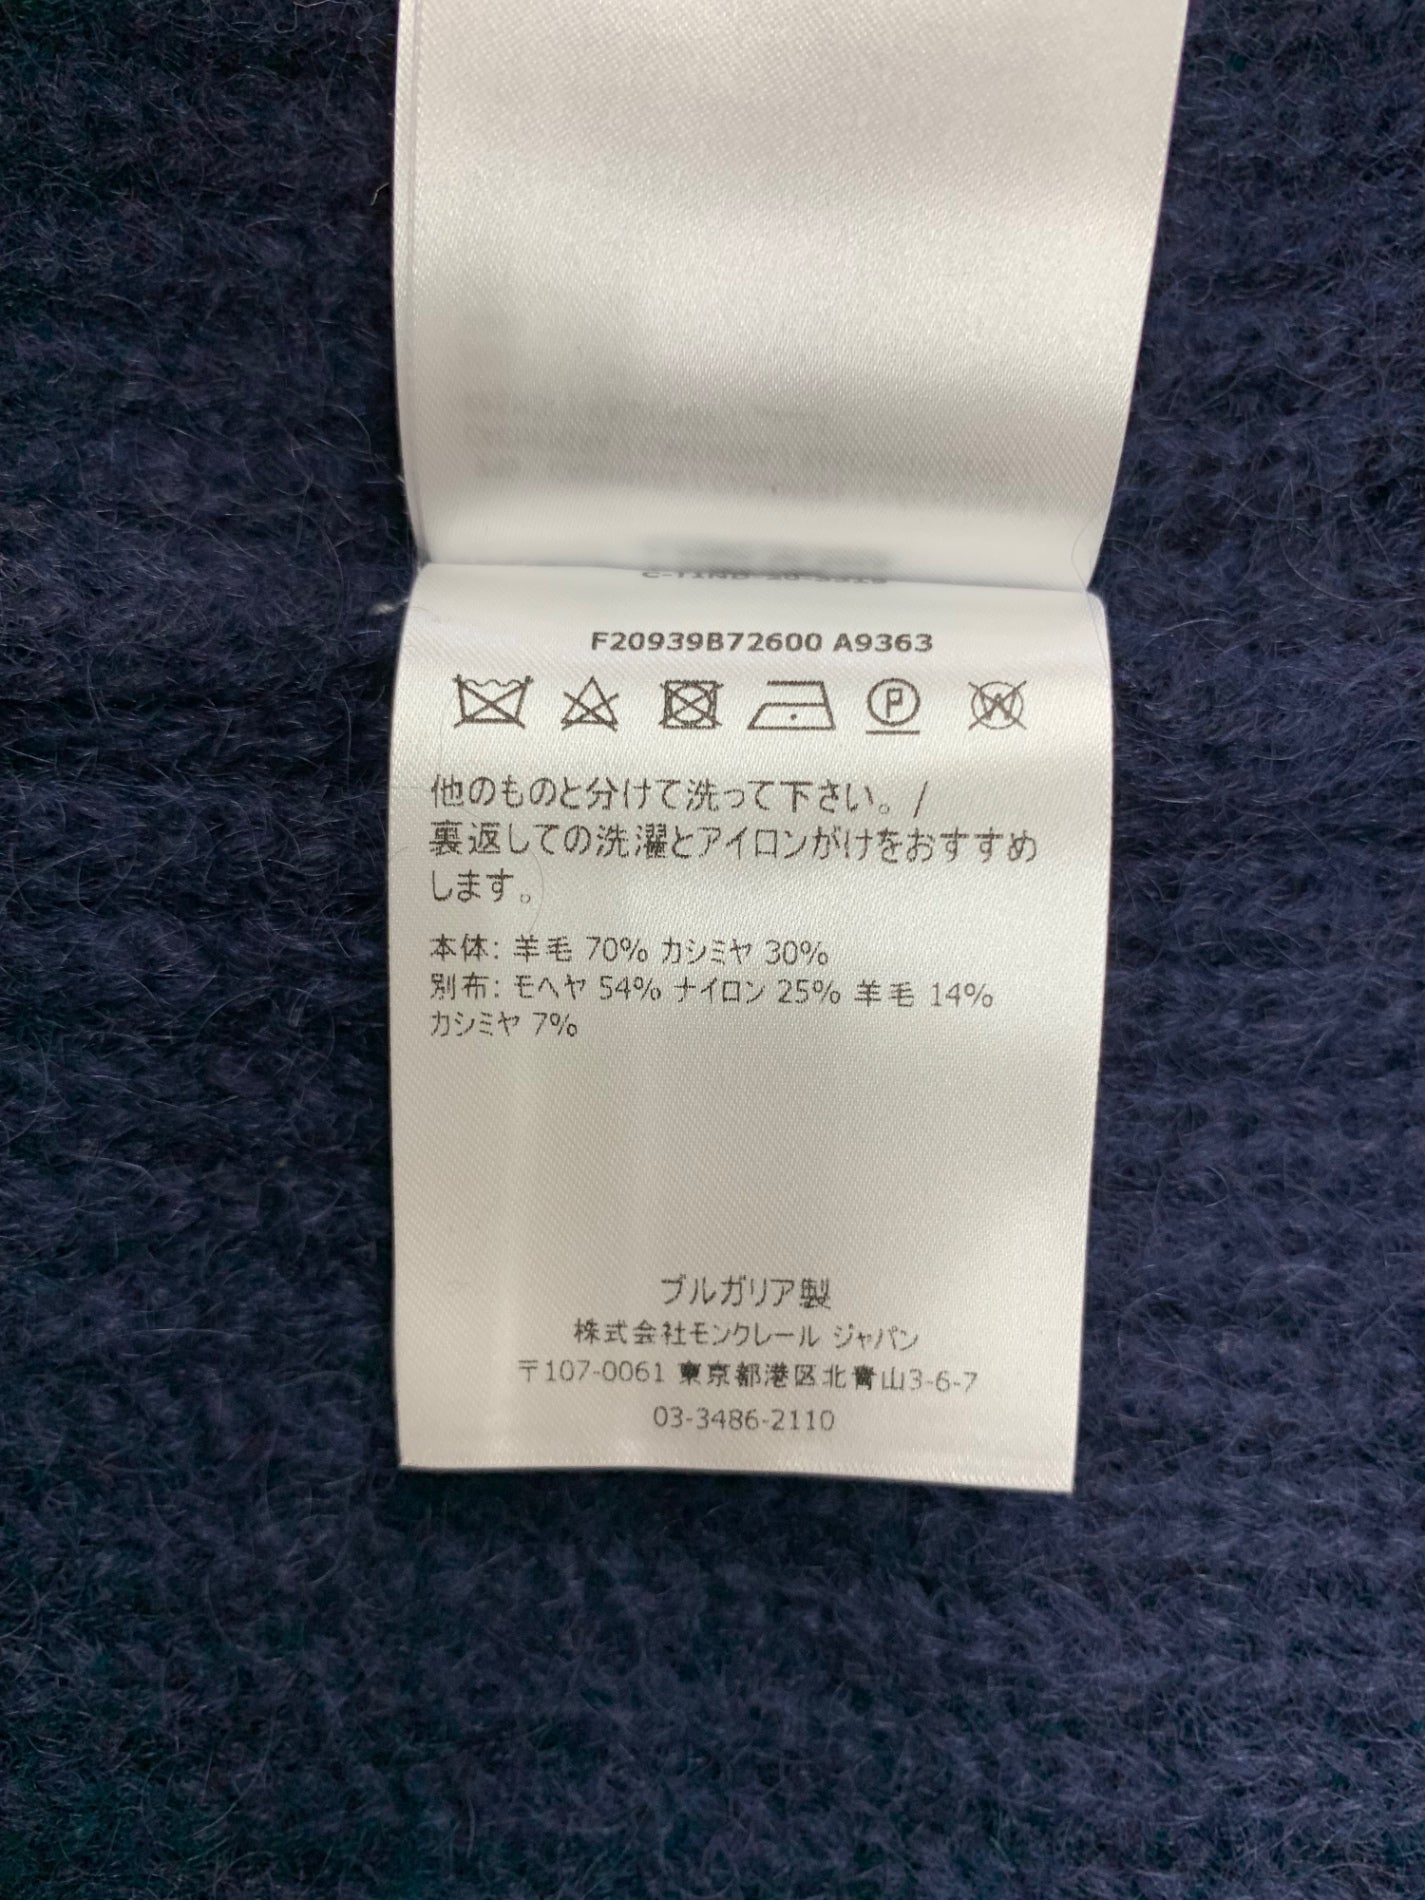 F20939B72600 A9363
他のものと分けて洗って下さい。/
裏返しての洗濯とアイロンがけをおすすめ
します。
本体: 羊毛 70% カシミヤ 30%
別布: モヘヤ 54% ナイロン 25% 羊毛 14%
カシミヤ 7%
ブルガリア製
株式会社モンクレール ジャパン
〒107-0061 東京都港区北青山3-6-7
03-3486-2110